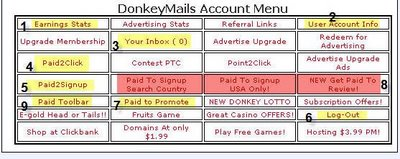 DonkeyMails Account Menu
1 Earnings Stats Advertising Stats Referral Links 2 User Account Info
Upgrade Membership 3 Your Inbox ( 0) Advertise Upgrade Redeem for Advertising
4 Paid2Click Contest PTC Point2Click Advertise Upgrade Ads
5 Paid2Signup Paid To Signup Search Country Paid To Signup USA Only! NEW Get Paid To Review! 8
9 Paid Toolbar 7 Paid to Promote NEW DONKEY LOTTO Subscription Offers!
E-gold Head or Tails!! Fruits Game Great Casino OFFERS! 6 Log-Out!
Shop at Clickbank Domains At only $1.99 Play Free Games! Hosting $3.99 PM!